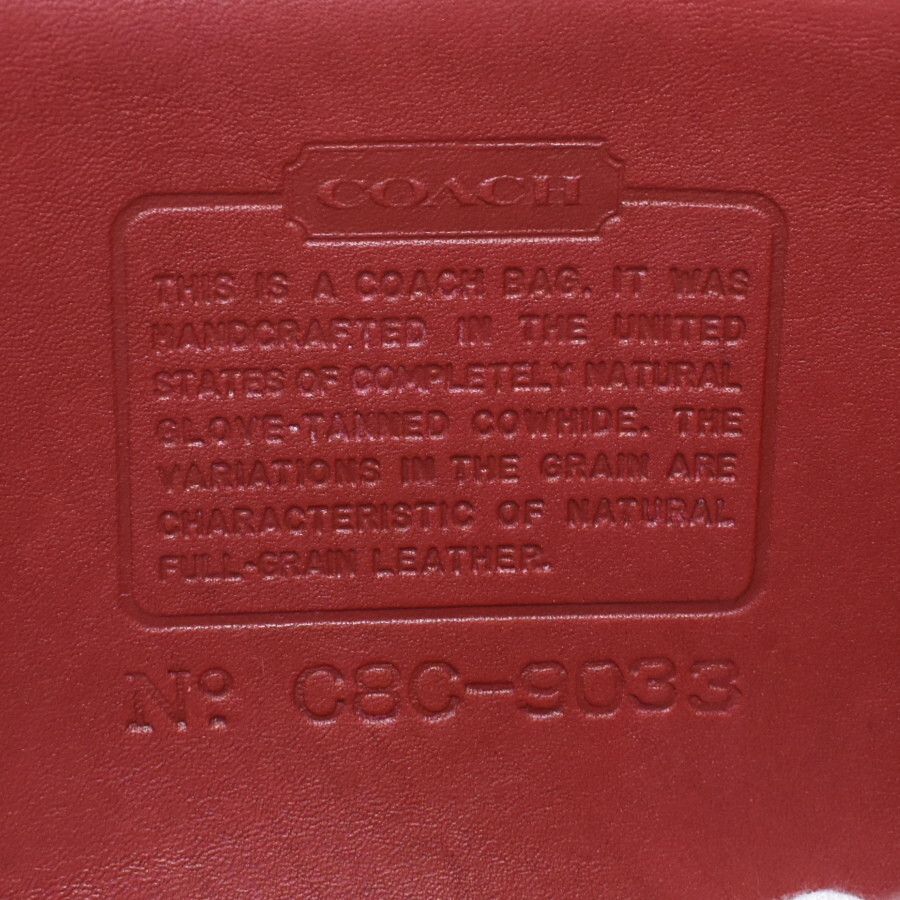 COACH
THIS IS A COACH BAG. IT WAS
HANDCRAFTED IN THE UNITED
STATES OF COMPLETELY NATURAL
GLOVE-TANNED COWHIDE. THE
VARIATIONS IN THE GRAIN ARE
CHARACTERISTIC OF NATURAL
FULL-GRAIN LEATHER.
Nº C8C-9033